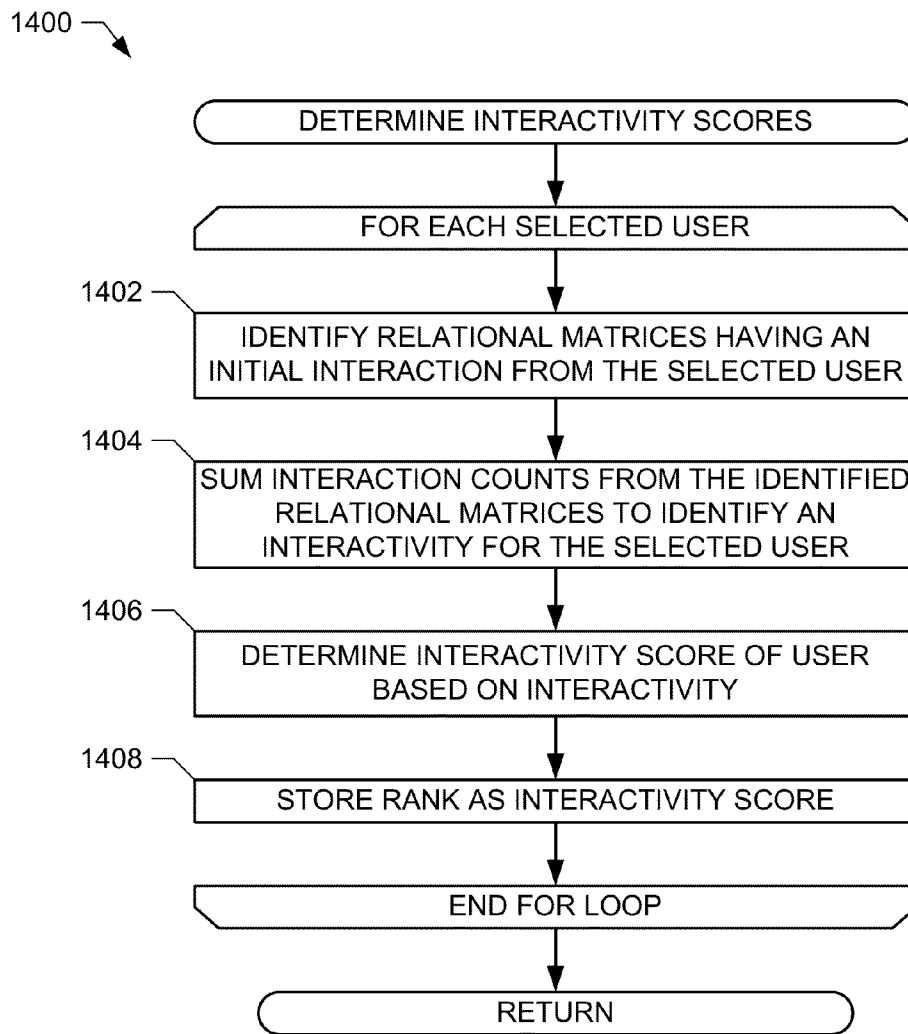 1400
DETERMINE INTERACTIVITY SCORES
FOR EACH SELECTED USER
1402
IDENTIFY RELATIONAL MATRICES HAVING AN
INITIAL INTERACTION FROM THE SELECTED USER
1404
SUM INTERACTION COUNTS FROM THE IDENTIFIED
RELATIONAL MATRICES TO IDENTIFY AN
INTERACTIVITY FOR THE SELECTED USER
1406
DETERMINE INTERACTIVITY SCORE OF USER
BASED ON INTERACTIVITY
1408
STORE RANK AS INTERACTIVITY SCORE
END FOR LOOP
RETURN